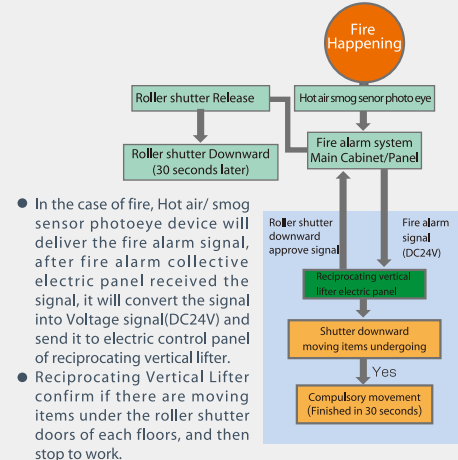 Fire
Happening
Roller shutter Release
Hot air smog senor photo eye
Roller shutter Downward
(30 seconds later)
Fire alarm system
Main Cabinet/Panel
Roller shutter
downward
approve signal
Fire alarm
signal
(DC24V)
Reciprocating vertical
lifter electric panel
Shutter downward
moving items undergoing
Yes
Compulsory movement
(Finished in 30 seconds)
● In the case of fire, Hot air/ smog
sensor photoeye device will
deliver the fire alarm signal,
after fire alarm collective
electric panel received the
signal, it will convert the signal
into Voltage signal(DC24V) and
send it to electric control panel
of reciprocating vertical lifter.
● Reciprocating Vertical Lifter
confirm if there are moving
items under the roller shutter
doors of each floors, and then
stop to work.